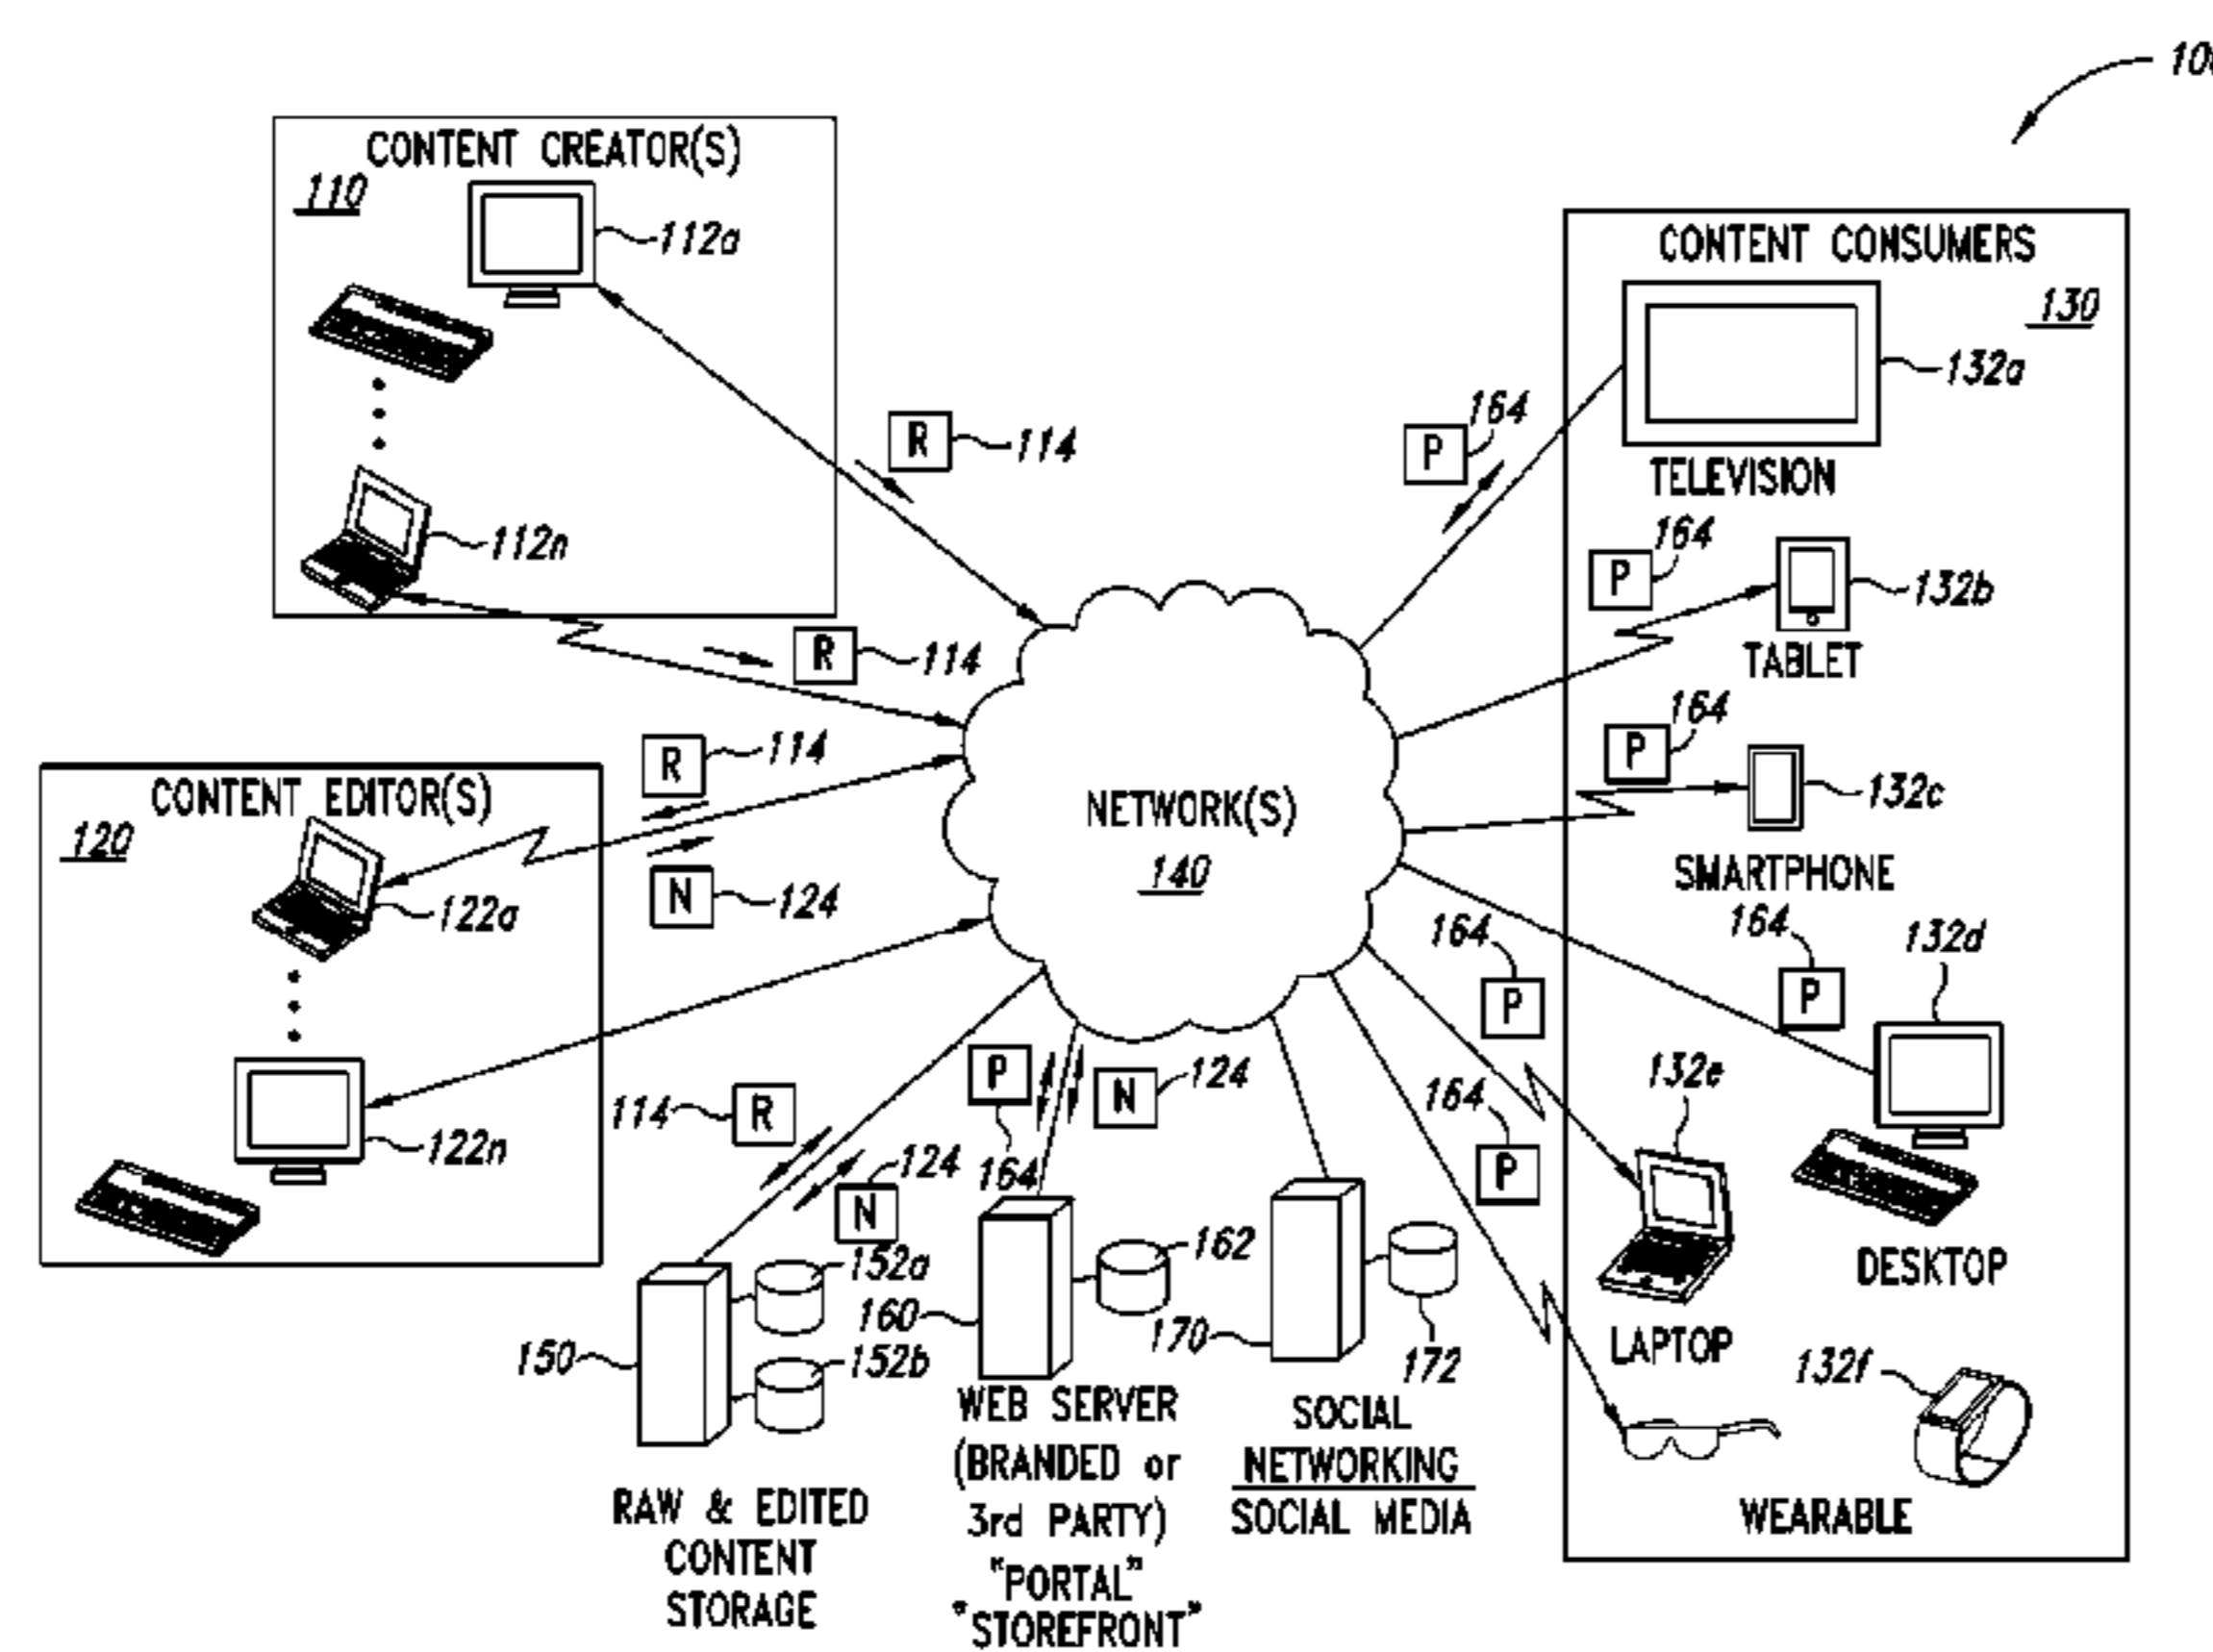 CONTENT CREATOR(S)
110
112a
112n
R
114
R
114
CONTENT EDITOR(S)
120
122a
122n
R
114
N
124
NETWORK(S)
140
CONTENT CONSUMERS
130
132a
TELEVISION
P
164
P
164
132b
TABLET
P
164
132c
SMARTPHONE
164
P
132d
DESKTOP
164
P
132e
LAPTOP
164
P
132f
WEARABLE
114
R
124
N
150
152a
152b
RAW & EDITED
CONTENT
STORAGE
P
164
N
124
160
162
WEB SERVER
(BRANDED or
3rd PARTY)
"PORTAL"
"STOREFRONT"
170
172
SOCIAL
NETWORKING
SOCIAL MEDIA